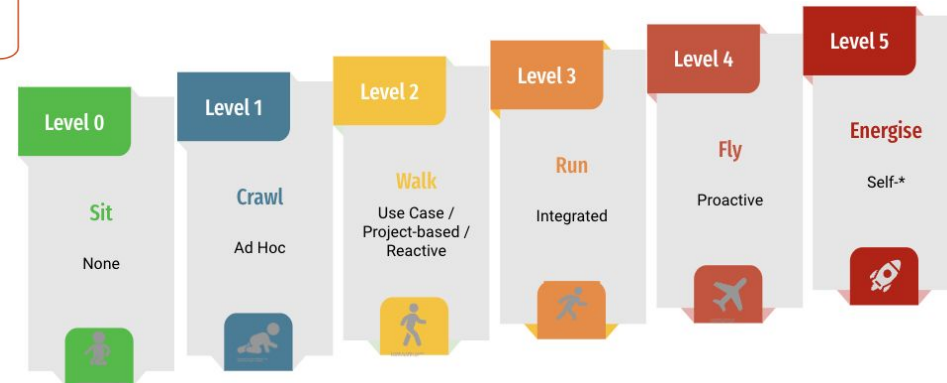 Level 0
Sit
None
Level 1
Crawl
Ad Hoc
Level 2
Walk
Use Case /
Project-based /
Reactive
Level 3
Run
Integrated
Level 4
Fly
Proactive
Level 5
Energise
Self-*